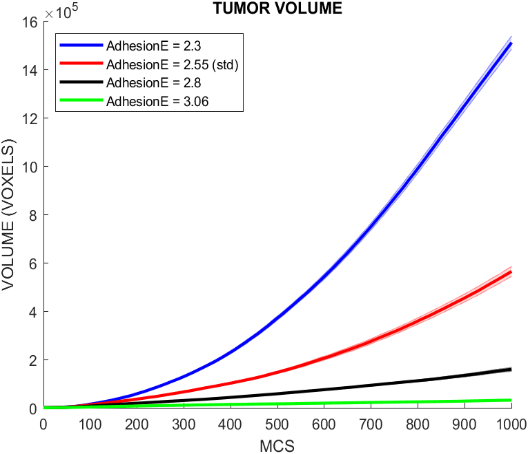 TUMOR VOLUME
×10⁵
16
14
12
10
8
6
4
2
0
VOLUME (VOXELS)
AdhesionE = 2.3
AdhesionE = 2.55 (std)
AdhesionE = 2.8
AdhesionE = 3.06
0 100 200 300 400 500 600 700 800 900 1000
MCS